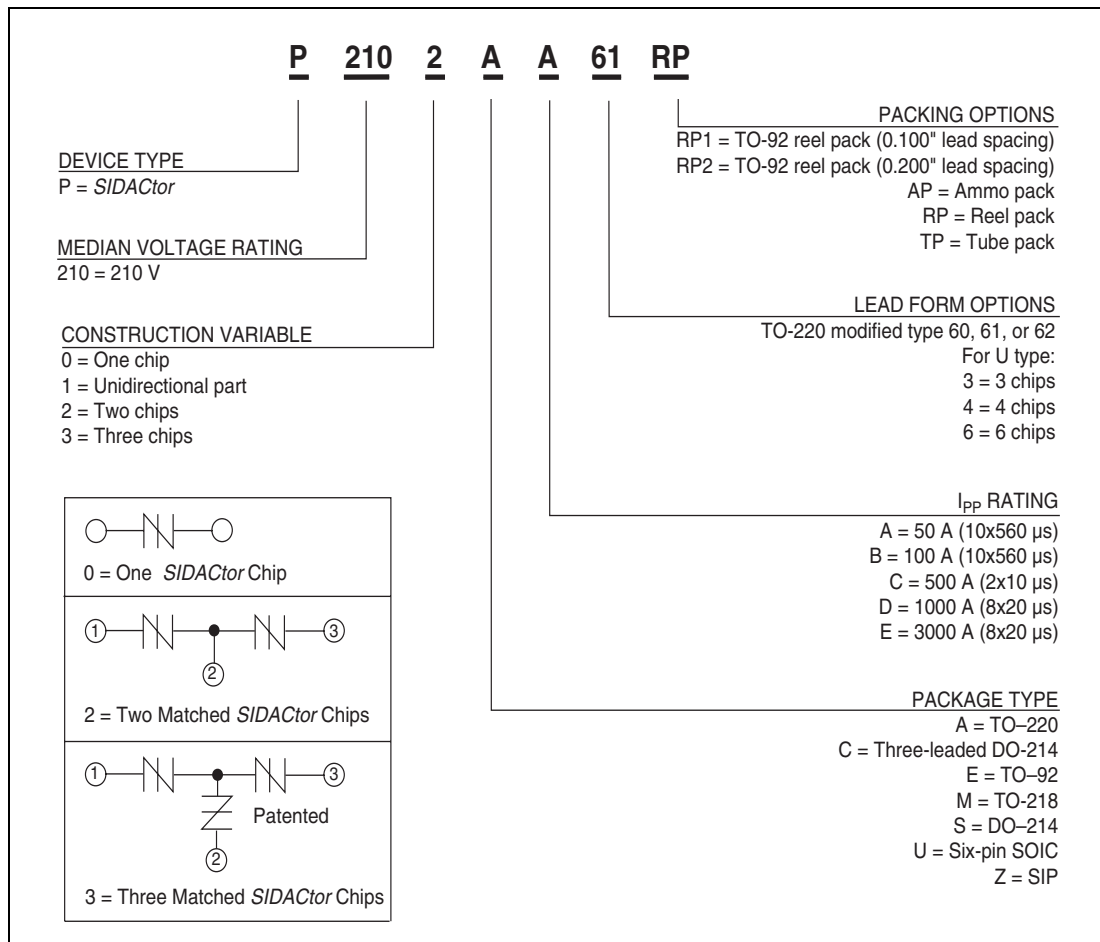 P 210 2 A A 61 RP
DEVICE TYPE
P = SIDACtor
MEDIAN VOLTAGE RATING
210 = 210 V
CONSTRUCTION VARIABLE
0 = One chip
1 = Unidirectional part
2 = Two chips
3 = Three chips
PACKING OPTIONS
RP1 = TO-92 reel pack (0.100" lead spacing)
RP2 = TO-92 reel pack (0.200" lead spacing)
AP = Ammo pack
RP = Reel pack
TP = Tube pack
LEAD FORM OPTIONS
TO-220 modified type 60, 61, or 62
For U type:
3 = 3 chips
4 = 4 chips
6 = 6 chips
IPP RATING
A = 50 A (10x560 µs)
B = 100 A (10x560 µs)
C = 500 A (2x10 µs)
D = 1000 A (8x20 µs)
E = 3000 A (8x20 µs)
PACKAGE TYPE
A = TO–220
C = Three-leaded DO-214
E = TO–92
M = TO-218
S = DO–214
U = Six-pin SOIC
Z = SIP
0 = One SIDACtor Chip
1 3
2
2 = Two Matched SIDACtor Chips
1 3
Patented
2
3 = Three Matched SIDACtor Chips